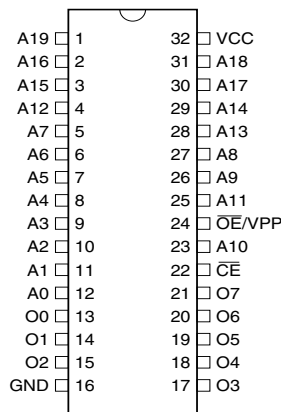 A19 1 32 VCC
A16 2 31 A18
A15 3 30 A17
A12 4 29 A14
A7 5 28 A13
A6 6 27 A8
A5 7 26 A9
A4 8 25 A11
A3 9 24 O̅E̅/VPP
A2 10 23 A10
A1 11 22 C̅E̅
A0 12 21 O7
O0 13 20 O6
O1 14 19 O5
O2 15 18 O4
GND 16 17 O3